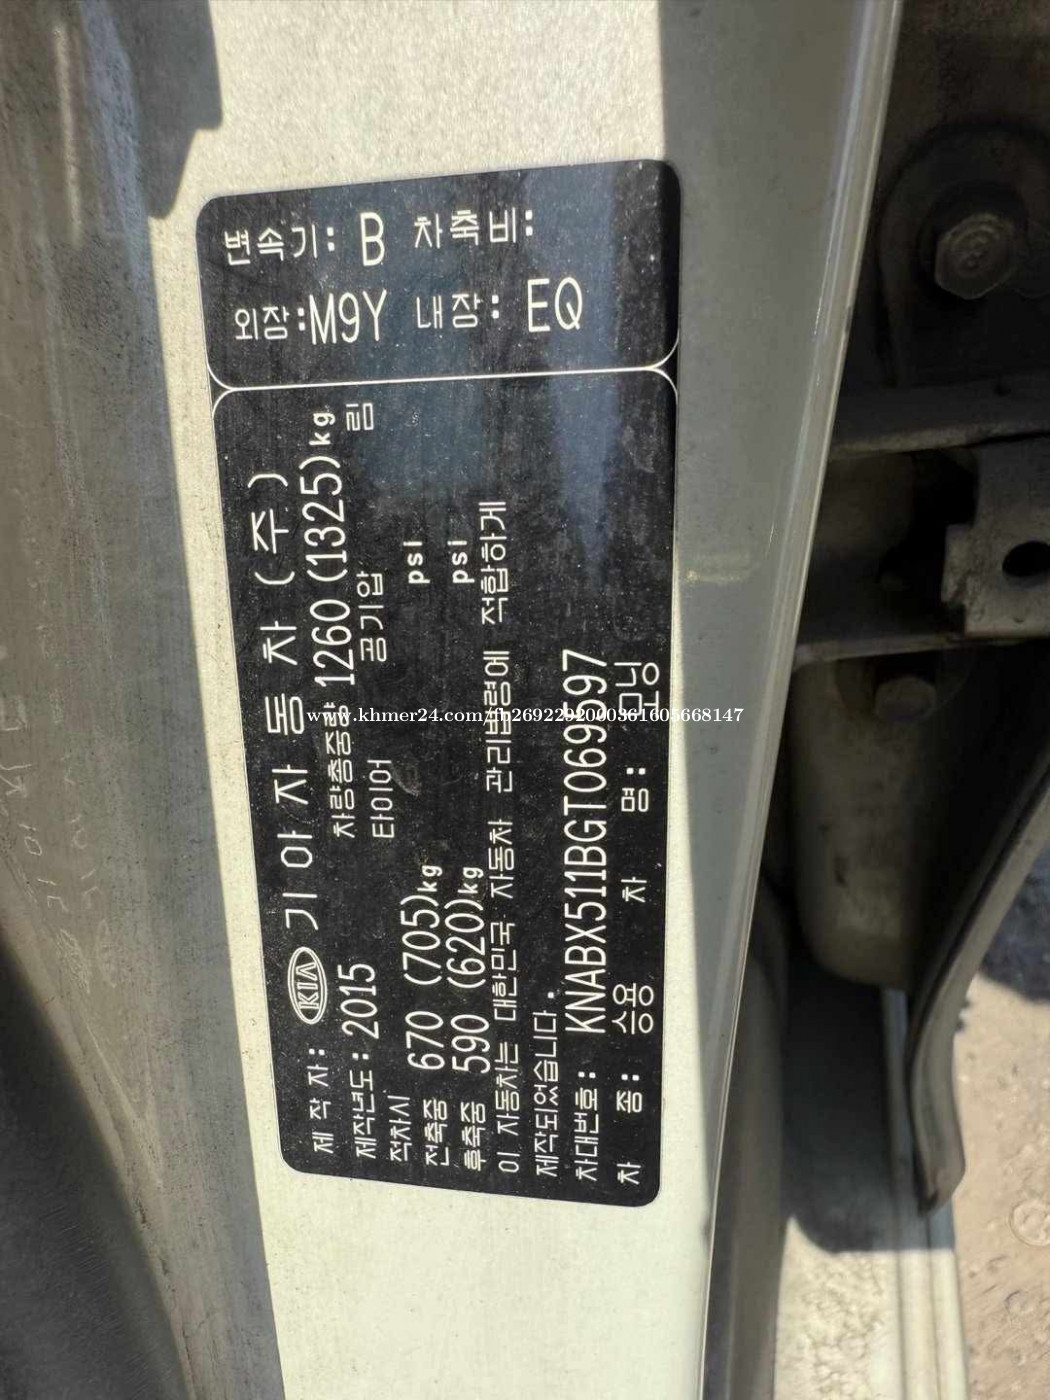 변속기: B 차축비:
외장:M9Y 내장: EQ
제 작 자: KIA 기아자동차(주)
제작년도: 2015 차량총중량 1260(1325)kg
적차시 타이어 공기압 림
전축중 670 (705)kg psi
후축중 590 (620)kg psi
이 자동차는 대한민국 자동차 관리법령에 적합하게
제작되었습니다.
차대번호: KNABX511BGT069597
차 종: 승용 차 명: 모닝